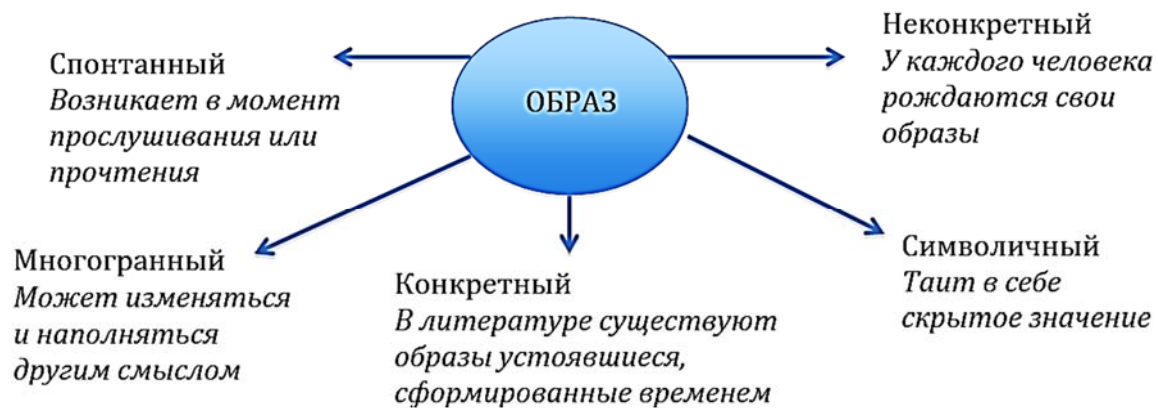 ОБРАЗ
Спонтанный
Возникает в момент
прослушивания или
прочтения
Неконкретный
У каждого человека
рождаются свои
образы
Многогранный
Может изменяться
и наполняться
другим смыслом
Конкретный
В литературе существуют
образы устоявшиеся,
сформированные временем
Символичный
Таит в себе
скрытое значение